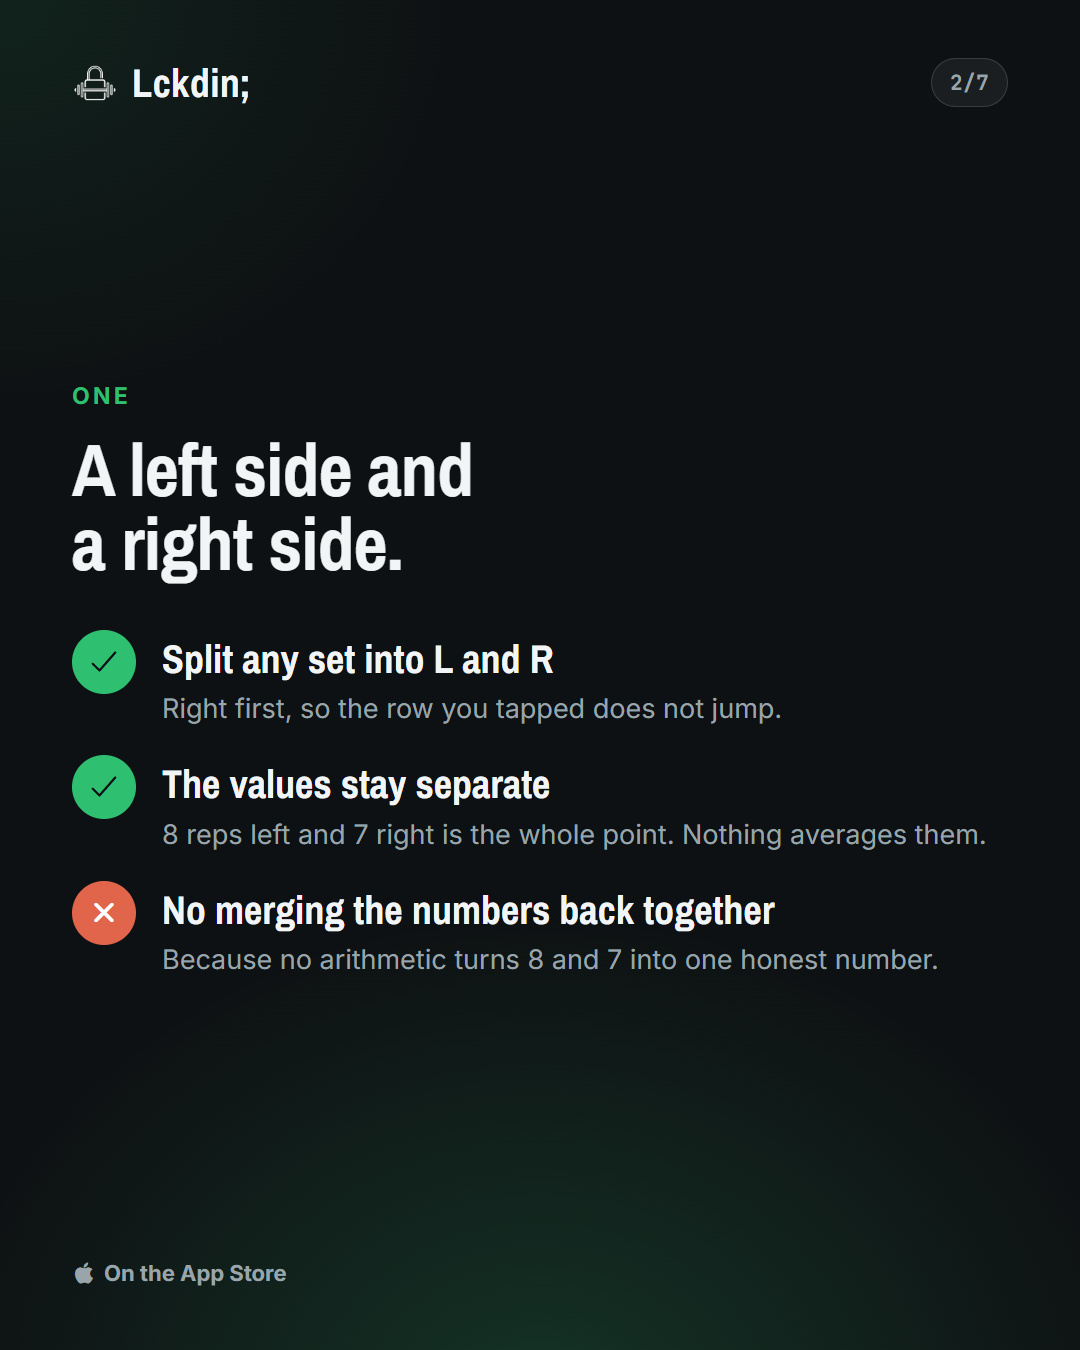 Lckdin;
2/7
ONE
A left side and
a right side.
Split any set into L and R
Right first, so the row you tapped does not jump.
The values stay separate
8 reps left and 7 right is the whole point. Nothing averages them.
No merging the numbers back together
Because no arithmetic turns 8 and 7 into one honest number.
On the App Store